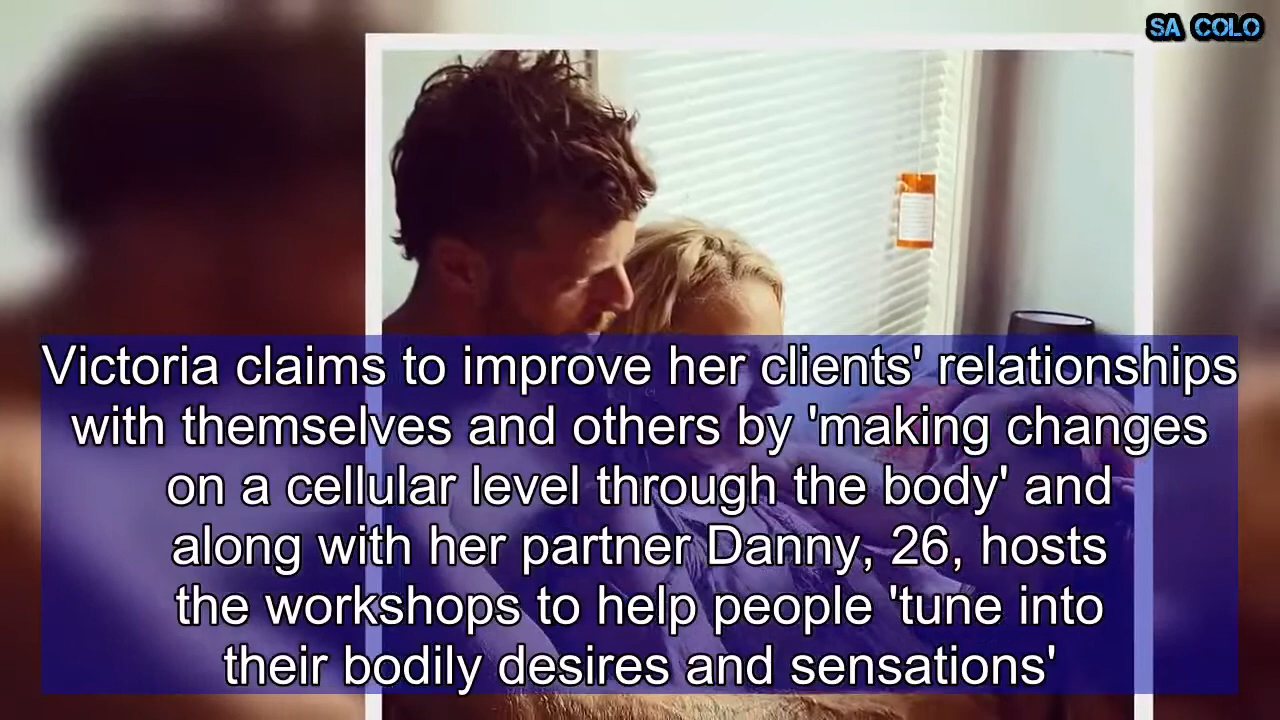 SA COLO
Victoria claims to improve her clients' relationships
with themselves and others by 'making changes
on a cellular level through the body' and
along with her partner Danny, 26, hosts
the workshops to help people 'tune into
their bodily desires and sensations'